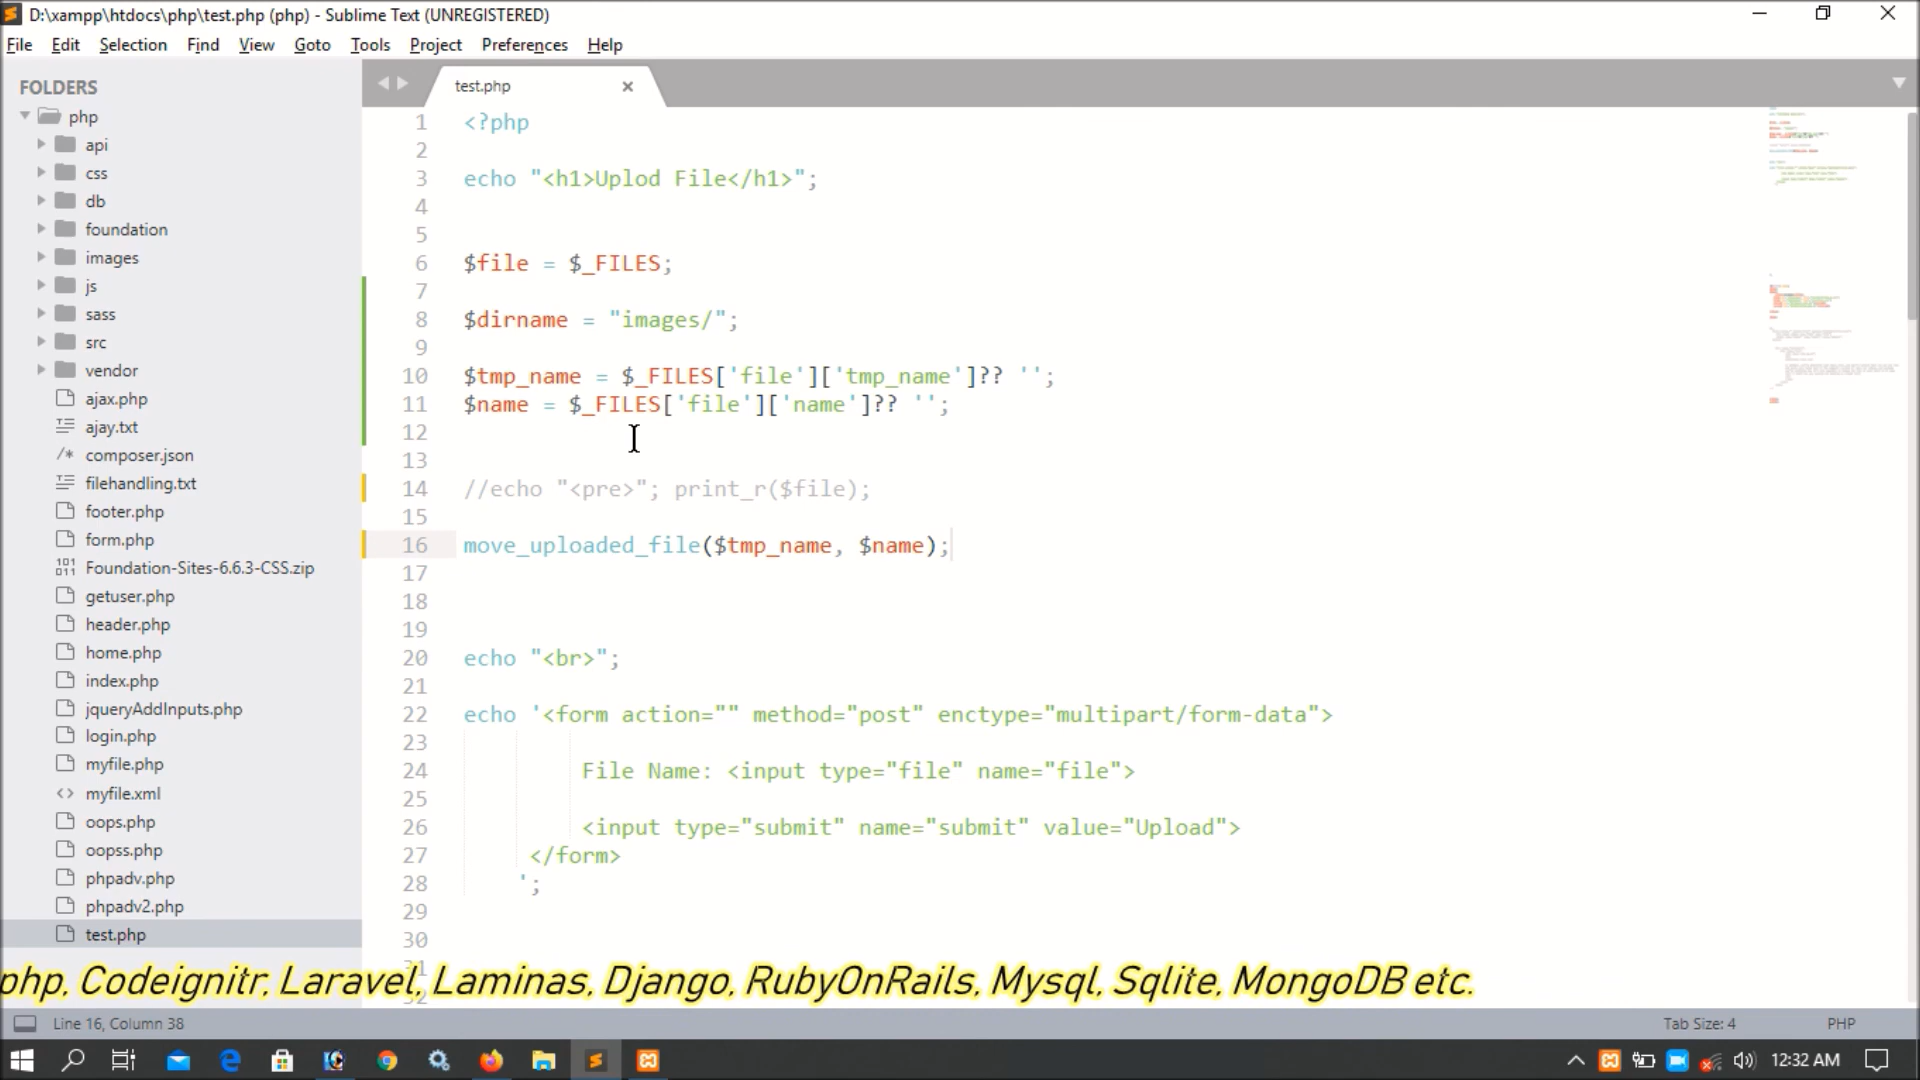 D:\xampp\htdocs\php\test.php (php) - Sublime Text (UNREGISTERED)
File Edit Selection Find View Goto Tools Project Preferences Help
FOLDERS
php
api
css
db
foundation
images
js
sass
src
vendor
ajax.php
ajay.txt
/* composer.json
filehandling.txt
footer.php
form.php
Foundation-Sites-6.6.3-CSS.zip
getuser.php
header.php
home.php
index.php
jqueryAddInputs.php
login.php
myfile.php
<> myfile.xml
oops.php
oopss.php
phpadv.php
phpadv2.php
test.php
test.php
1 <?php
2
3 echo "<h1>Uplod File</h1>";
4
5
6 $file = $_FILES;
7
8 $dirname = "images/";
9
10 $tmp_name = $_FILES['file']['tmp_name']?? '';
11 $name = $_FILES['file']['name']?? '';
12
13
14 //echo "<pre>"; print_r($file);
15
16 move_uploaded_file($tmp_name, $name);
17
18
19
20 echo "<br>";
21
22 echo '<form action="" method="post" enctype="multipart/form-data">
23
24 File Name: <input type="file" name="file">
25
26 <input type="submit" name="submit" value="Upload">
27 </form>
28 ';
29
30
31
php, Codeignitr, Laravel, Laminas, Django, RubyOnRails, Mysql, Sqlite, MongoDB etc.
Line 16, Column 38
Tab Size: 4
PHP
12:32 AM